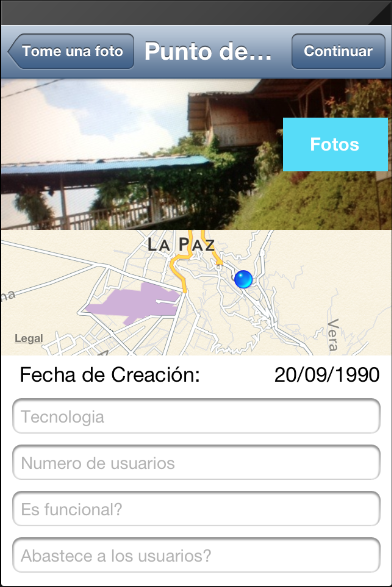 Tome una foto
Punto de...
Continuar
Fotos
LA PAZ
na
Legal
Vera
Fecha de Creación: 20/09/1990
Tecnologia
Numero de usuarios
Es funcional?
Abastece a los usuarios?